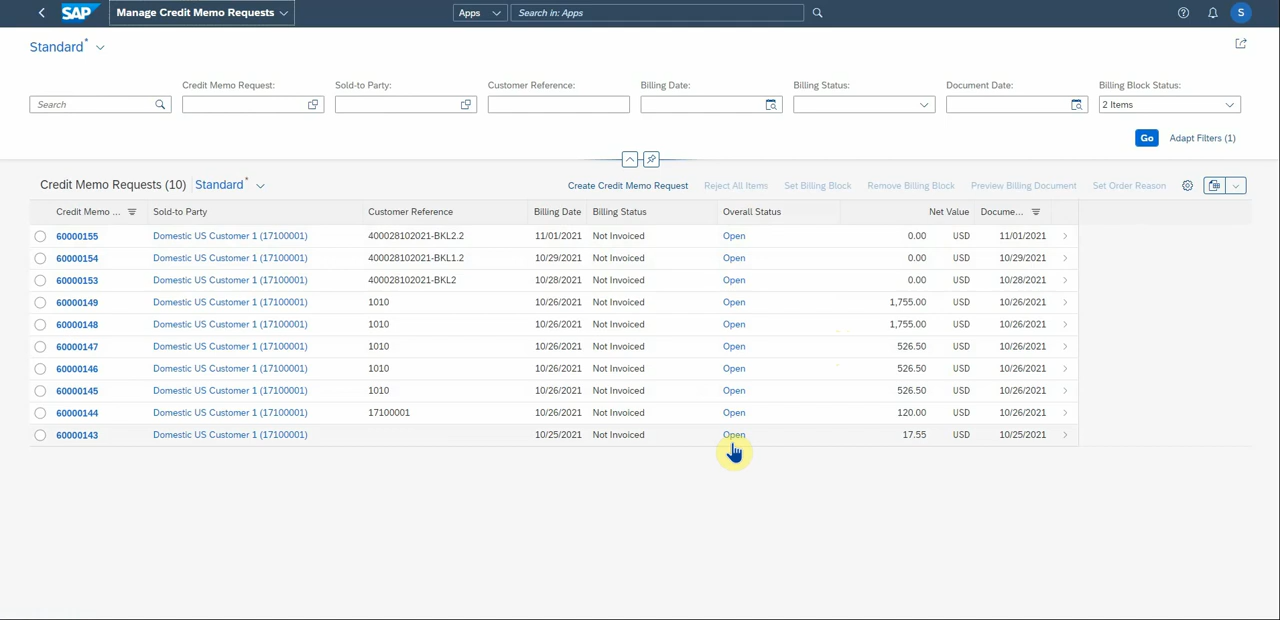 SAP Manage Credit Memo Requests Apps Search in: Apps S
Standard*
Credit Memo Request: Sold-to Party: Customer Reference: Billing Date: Billing Status: Document Date: Billing Block Status:
Search 2 Items
Go Adapt Filters (1)
Credit Memo Requests (10) Standard* Create Credit Memo Request Reject All Items Set Billing Block Remove Billing Block Preview Billing Document Set Order Reason
Credit Memo ... Sold-to Party Customer Reference Billing Date Billing Status Overall Status Net Value Docume...
60000155 Domestic US Customer 1 (17100001) 400028102021-BKL2.2 11/01/2021 Not Invoiced Open 0.00 USD 11/01/2021
60000154 Domestic US Customer 1 (17100001) 400028102021-BKL1.2 10/29/2021 Not Invoiced Open 0.00 USD 10/29/2021
60000153 Domestic US Customer 1 (17100001) 400028102021-BKL2 10/28/2021 Not Invoiced Open 0.00 USD 10/28/2021
60000149 Domestic US Customer 1 (17100001) 1010 10/26/2021 Not Invoiced Open 1,755.00 USD 10/26/2021
60000148 Domestic US Customer 1 (17100001) 1010 10/26/2021 Not Invoiced Open 1,755.00 USD 10/26/2021
60000147 Domestic US Customer 1 (17100001) 1010 10/26/2021 Not Invoiced Open 526.50 USD 10/26/2021
60000146 Domestic US Customer 1 (17100001) 1010 10/26/2021 Not Invoiced Open 526.50 USD 10/26/2021
60000145 Domestic US Customer 1 (17100001) 1010 10/26/2021 Not Invoiced Open 526.50 USD 10/26/2021
60000144 Domestic US Customer 1 (17100001) 17100001 10/26/2021 Not Invoiced Open 120.00 USD 10/26/2021
60000143 Domestic US Customer 1 (17100001) 10/25/2021 Not Invoiced Open 17.55 USD 10/25/2021